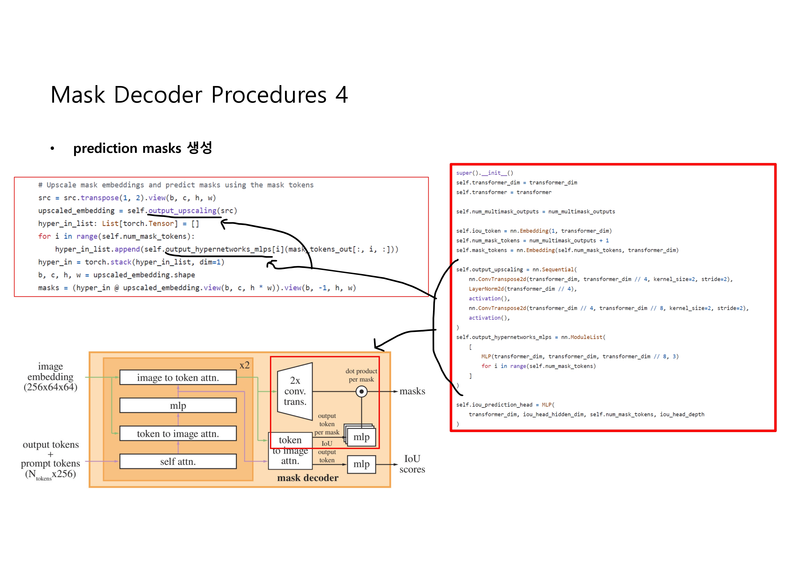 Mask Decoder Procedures 4
• prediction masks 생성
# Upscale mask embeddings and predict masks using the mask tokens
src = src.transpose(1, 2).view(b, c, h, w)
upscaled_embedding = self.output_upscaling(src)
hyper_in_list: List[torch.Tensor] = []
for i in range(self.num_mask_tokens):
hyper_in_list.append(self.output_hypernetworks_mlps[i](mask_tokens_out[:, i, :]))
hyper_in = torch.stack(hyper_in_list, dim=1)
b, c, h, w = upscaled_embedding.shape
masks = (hyper_in @ upscaled_embedding.view(b, c, h * w)).view(b, -1, h, w)
super().__init__()
self.transformer_dim = transformer_dim
self.transformer = transformer
self.num_multimask_outputs = num_multimask_outputs
self.iou_token = nn.Embedding(1, transformer_dim)
self.num_mask_tokens = num_multimask_outputs + 1
self.mask_tokens = nn.Embedding(self.num_mask_tokens, transformer_dim)
self.output_upscaling = nn.Sequential(
nn.ConvTranspose2d(transformer_dim, transformer_dim // 4, kernel_size=2, stride=2),
LayerNorm2d(transformer_dim // 4),
activation(),
nn.ConvTranspose2d(transformer_dim // 4, transformer_dim // 8, kernel_size=2, stride=2),
activation(),
)
self.output_hypernetworks_mlps = nn.ModuleList(
[
MLP(transformer_dim, transformer_dim, transformer_dim // 8, 3)
for i in range(self.num_mask_tokens)
]
)
self.iou_prediction_head = MLP(
transformer_dim, iou_head_hidden_dim, self.num_mask_tokens, iou_head_depth
)
image
embedding
(256x64x64)
output tokens
+
prompt tokens
(Ntokensx256)
x2
image to token attn.
mlp
token to image attn.
self attn.
2x
conv.
trans.
token
to image
attn.
dot product
per mask
output
token
per mask
mlp
IoU
output
token
mlp
masks
IoU
scores
mask decoder